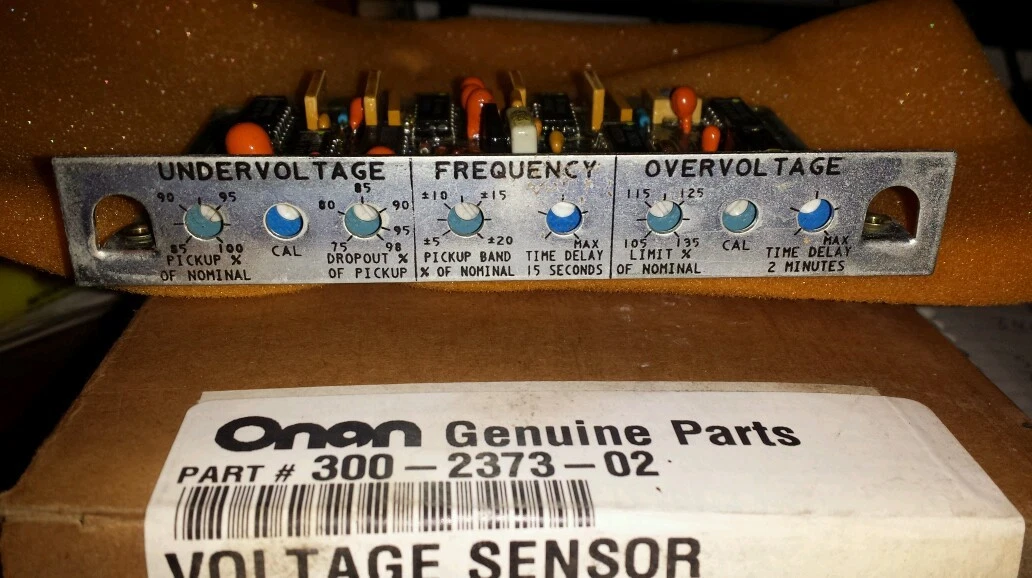 UNDERVOLTAGE
90 95
85 100
PICKUP %
OF NOMINAL
CAL
85
80 90
95
75 98
DROPOUT %
OF PICKUP
FREQUENCY
±10 ±15
±5 ±20
PICKUP BAND
% OF NOMINAL
MAX
TIME DELAY
15 SECONDS
OVERVOLTAGE
115 125
105 135
LIMIT %
OF NOMINAL
CAL
MAX
TIME DELAY
2 MINUTES
Onan Genuine Parts
PART # 300-2373-02
VOLTAGE SENSOR